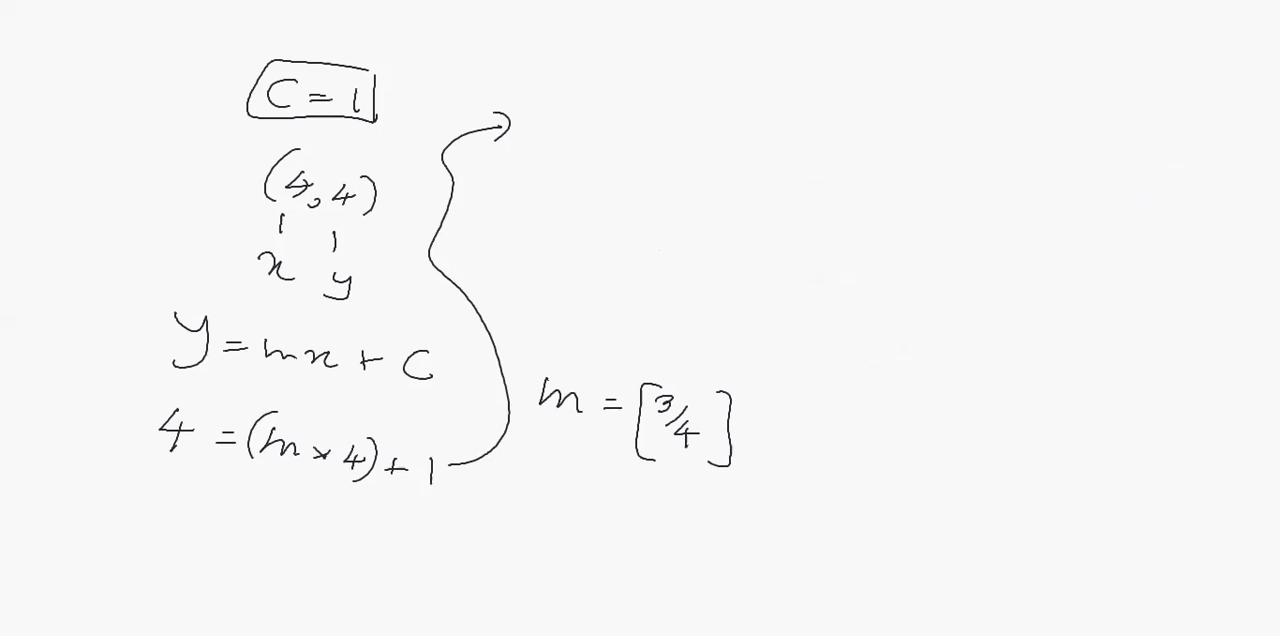 C = 1
(4, 4)
x y
y = mx + c
4 = (m × 4) + 1
m = [3/4]